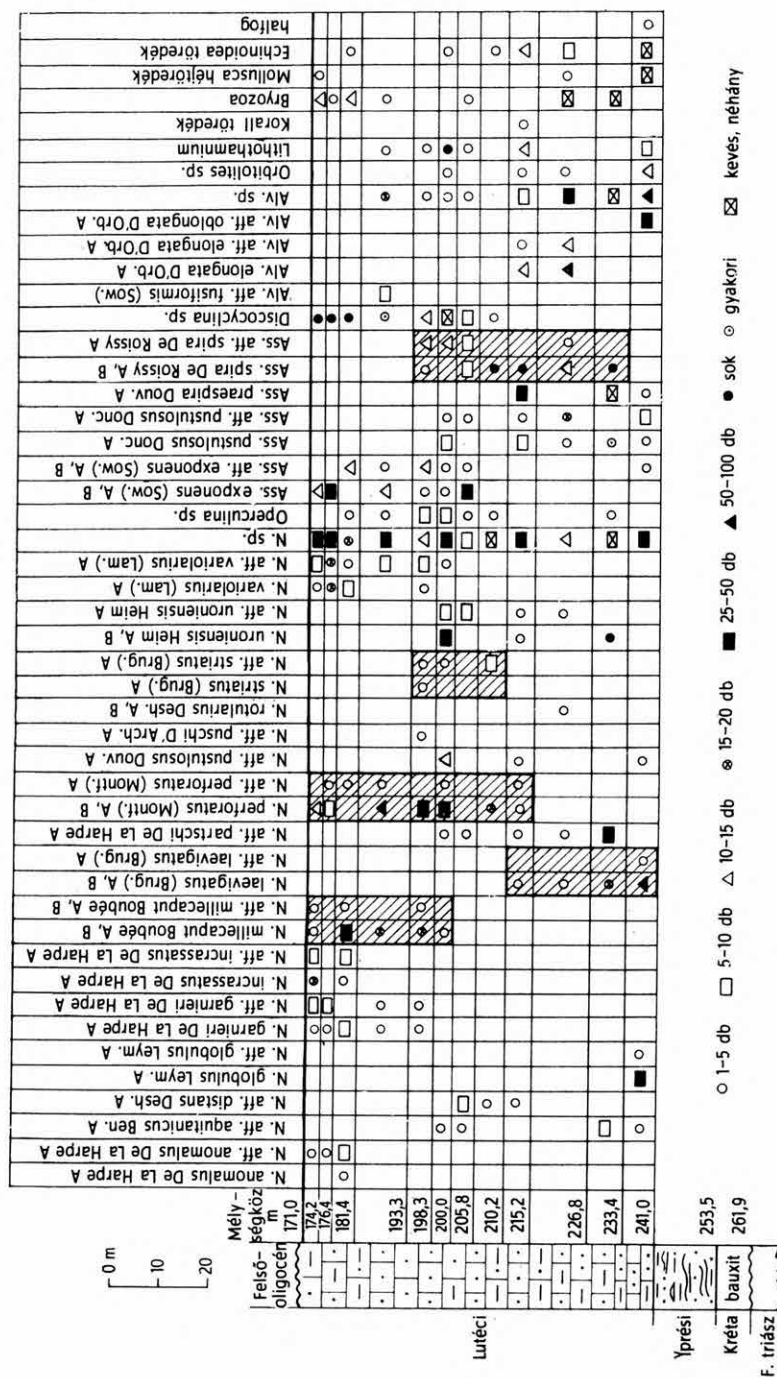 halfog
Echinoidea töredék
Mollusca héjtöredék
Bryozoa
Korall töredék
Lithothamnium
Orbitolites sp.
Alv. sp.
Alv. aff. oblongata D'Orb. A
Alv. aff. elongata D'Orb. A
Alv. elongata D'Orb. A
Alv. aff. fusiformis (Sow.)
Discocyclina sp.
Ass. aff. spira De Roissy A
Ass. spira De Roissy A, B
Ass. praespira Douv. A
Ass. aff. pustulosus Donc. A
Ass. pustulosus Donc. A
Ass. aff. exponens (Sow.) A, B
Ass. exponens (Sow.) A, B
Operculina sp.
N. sp.
N. aff. variolarius (Lam.) A
N. variolarius (Lam.) A
N. aff. uroniensis Heim A
N. uroniensis Heim A, B
N. aff. striatus (Brug.) A
N. striatus (Brug.) A
N. rotularius Desh. A, B
N. aff. puschi D'Arch. A
N. aff. pustulosus Douv. A
N. aff. perforatus (Montf.) A
N. perforatus (Montf.) A, B
N. aff. partschi De La Harpe A
N. aff. laevigatus (Brug.) A
N. laevigatus (Brug.) A, B
N. aff. millecaput Boubée A, B
N. millecaput Boubée A, B
N. aff. incrassatus De La Harpe A
N. incrassatus De La Harpe A
N. aff. garnieri De La Harpe A
N. garnieri De La Harpe A
N. aff. globulus Leym. A
N. globulus Leym. A
N. aff. distans Desh. A
N. aff. aquitanicus Ben. A
N. aff. anomalus De La Harpe A
N. anomalus De La Harpe A
Mély-
ségköz
m
171,0
174,2
176,4
181,4
193,3
198,3
200,0
205,8
210,2
215,2
226,8
233,4
241,0
253,5
261,9
0 m
10
20
Felső-
oligocén
Lutéci
Yprési
Kréta bauxit
F. triász
1-5 db
5-10 db
10-15 db
15-20 db
25-50 db
50-100 db
sok
gyakori
kevés, néhány